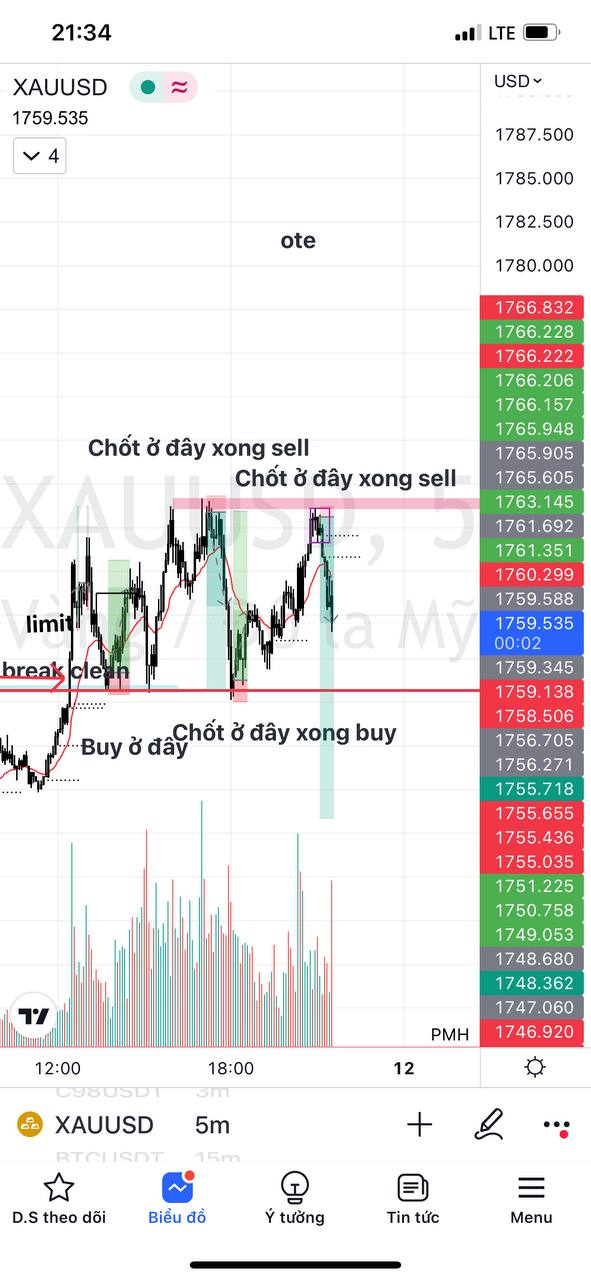 21:34
LTE
XAUUSD
USD
1759.535
1787.500
4
1785.000
1782.500
ote
1780.000
1766.832
1766.228
1766.222
1766.206
1766.157
1765.948
Chốt ở đây xong sell
1765.905
Chốt ở đây xong sell
1765.605
XAUUSD, 5
1763.145
1761.692
1761.351
1760.299
1759.588
limit
1759.535
00:02
Vàng / Đô la Mỹ
break clean
1759.345
1759.138
1758.506
Chốt ở đây xong buy
Buy ở đây
1756.705
1756.271
1755.718
1755.655
1755.436
1755.035
1751.225
1750.758
1749.053
1748.680
1748.362
1747.060
PMH
1746.920
12:00
18:00
12
C98USDT 3m
XAUUSD 5m
BTCUSDT 15m
D.S theo dõi
Biểu đồ
Ý tưởng
Tin tức
Menu